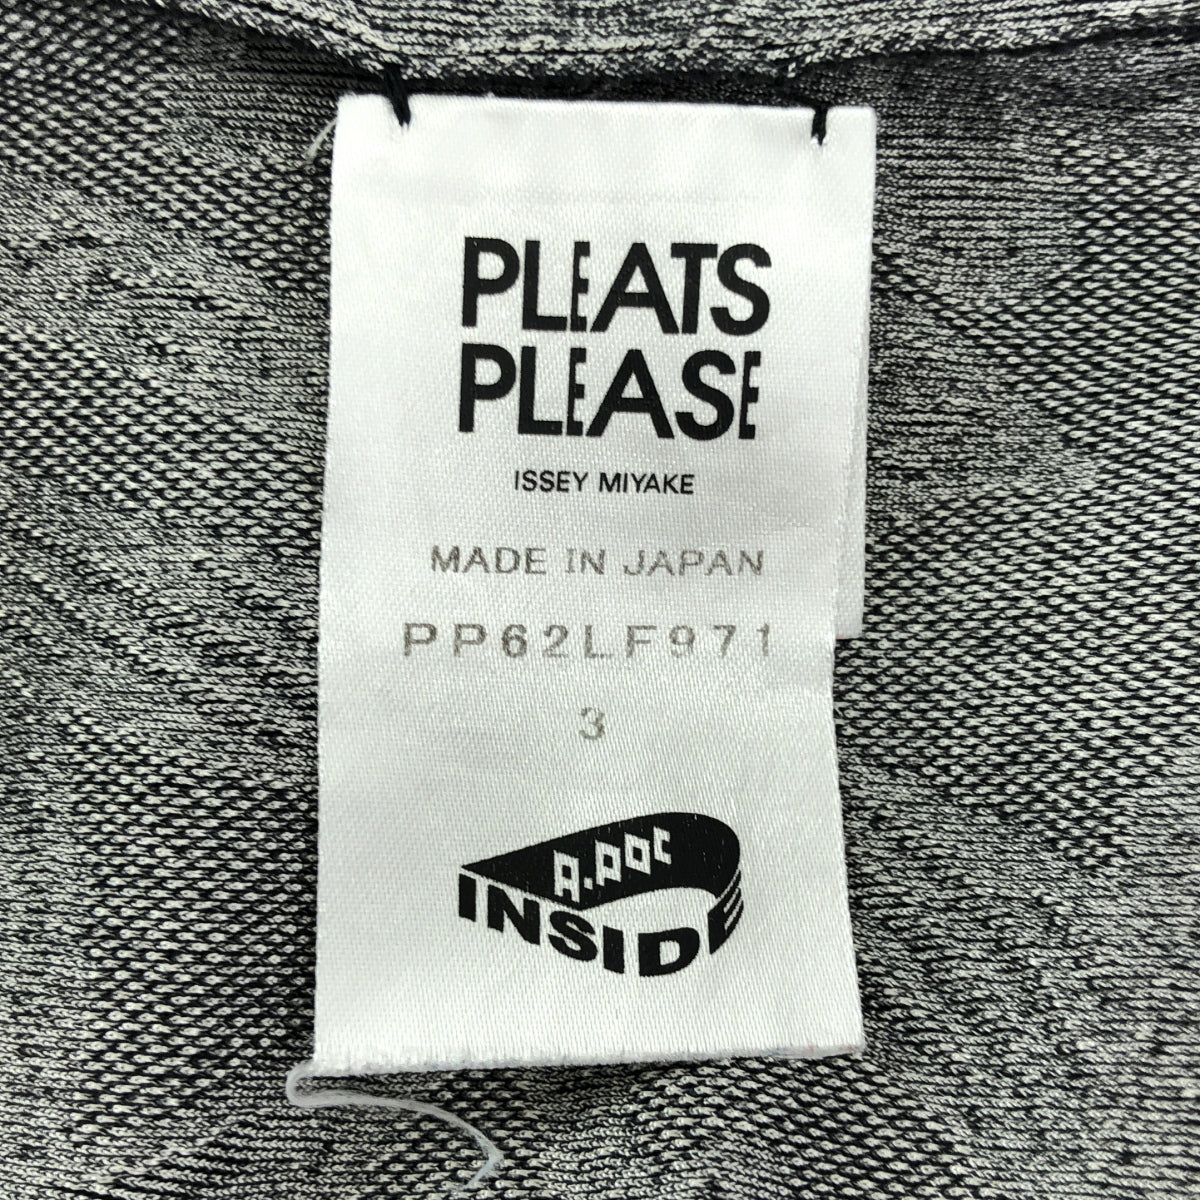 PLEATS
PLEASE
ISSEY MIYAKE
MADE IN JAPAN
PP62LF971
3
A.POC
INSIDE